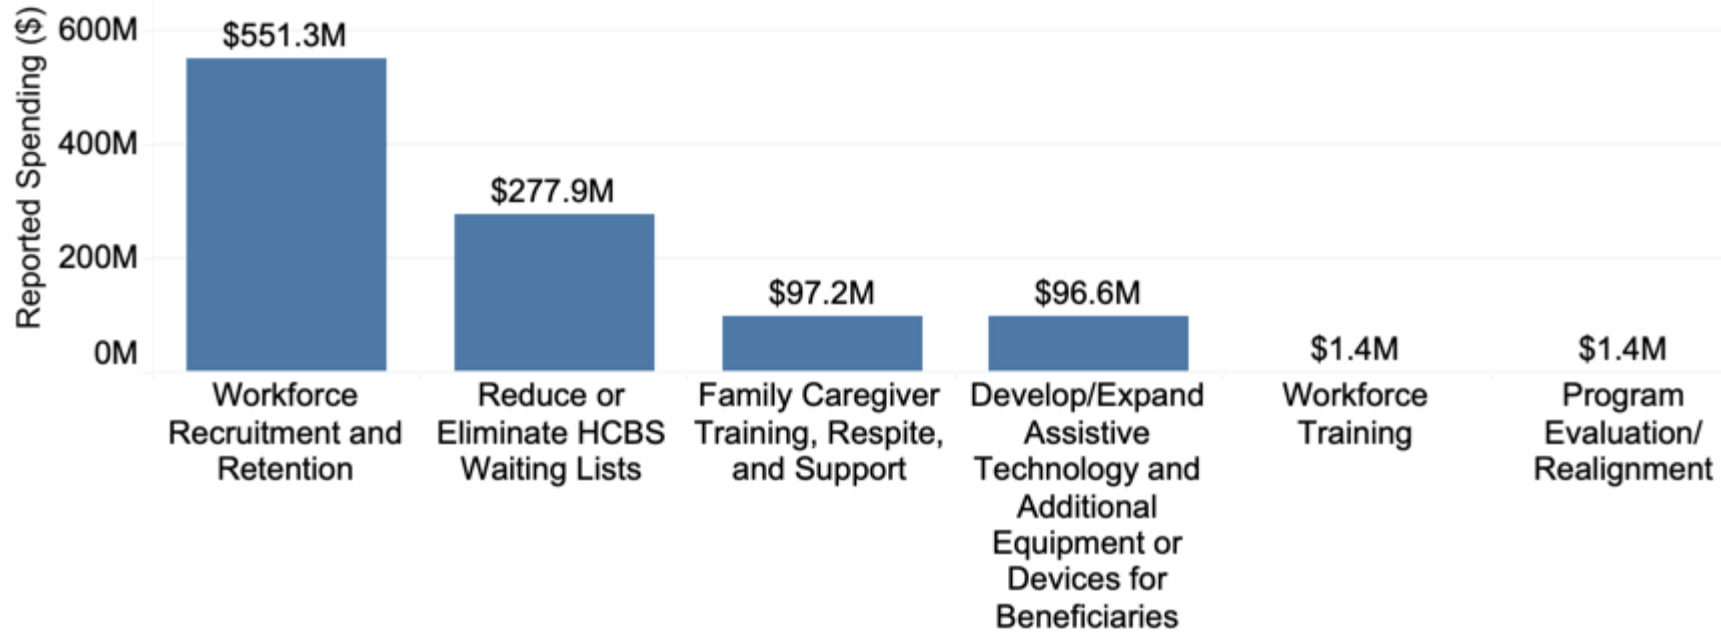 Reported Spending ($)
600M
400M
200M
0M
$551.3M
$277.9M
$97.2M
$96.6M
$1.4M
$1.4M
Workforce
Recruitment and
Retention
Reduce or
Eliminate HCBS
Waiting Lists
Family Caregiver
Training, Respite,
and Support
Develop/Expand
Assistive
Technology and
Additional
Equipment or
Devices for
Beneficiaries
Workforce
Training
Program
Evaluation/
Realignment